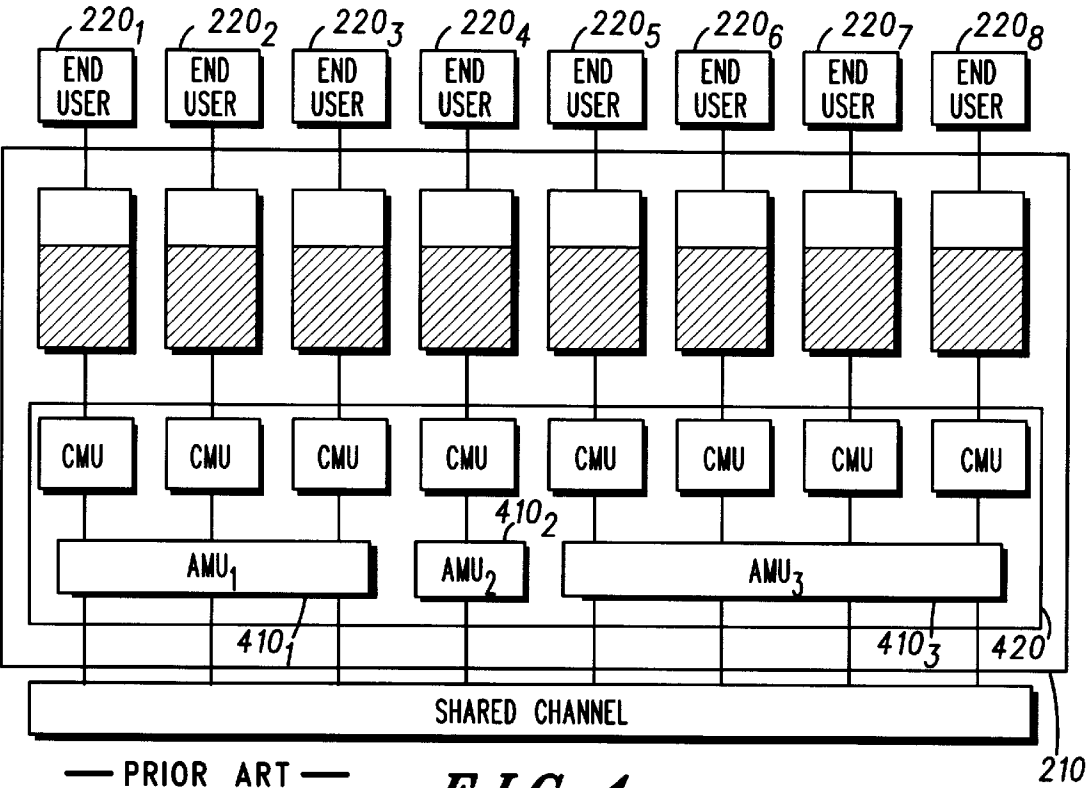 220₁ 220₂ 220₃ 220₄ 220₅ 220₆ 220₇ 220₈
END USER END USER END USER END USER END USER END USER END USER END USER
CMU CMU CMU CMU CMU CMU CMU CMU
410₂
AMU₁ AMU₂ AMU₃
410₁ 410₃ 420
SHARED CHANNEL
210
— PRIOR ART —